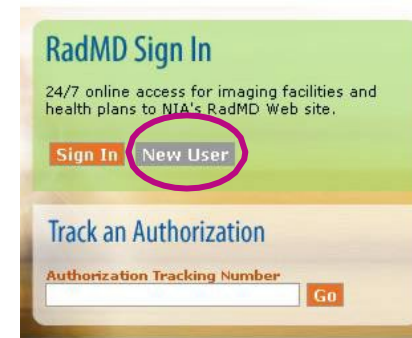 RadMD Sign In
24/7 online access for imaging facilities and
health plans to NIA's RadMD Web site.
Sign In New User
Track an Authorization
Authorization Tracking Number
Go